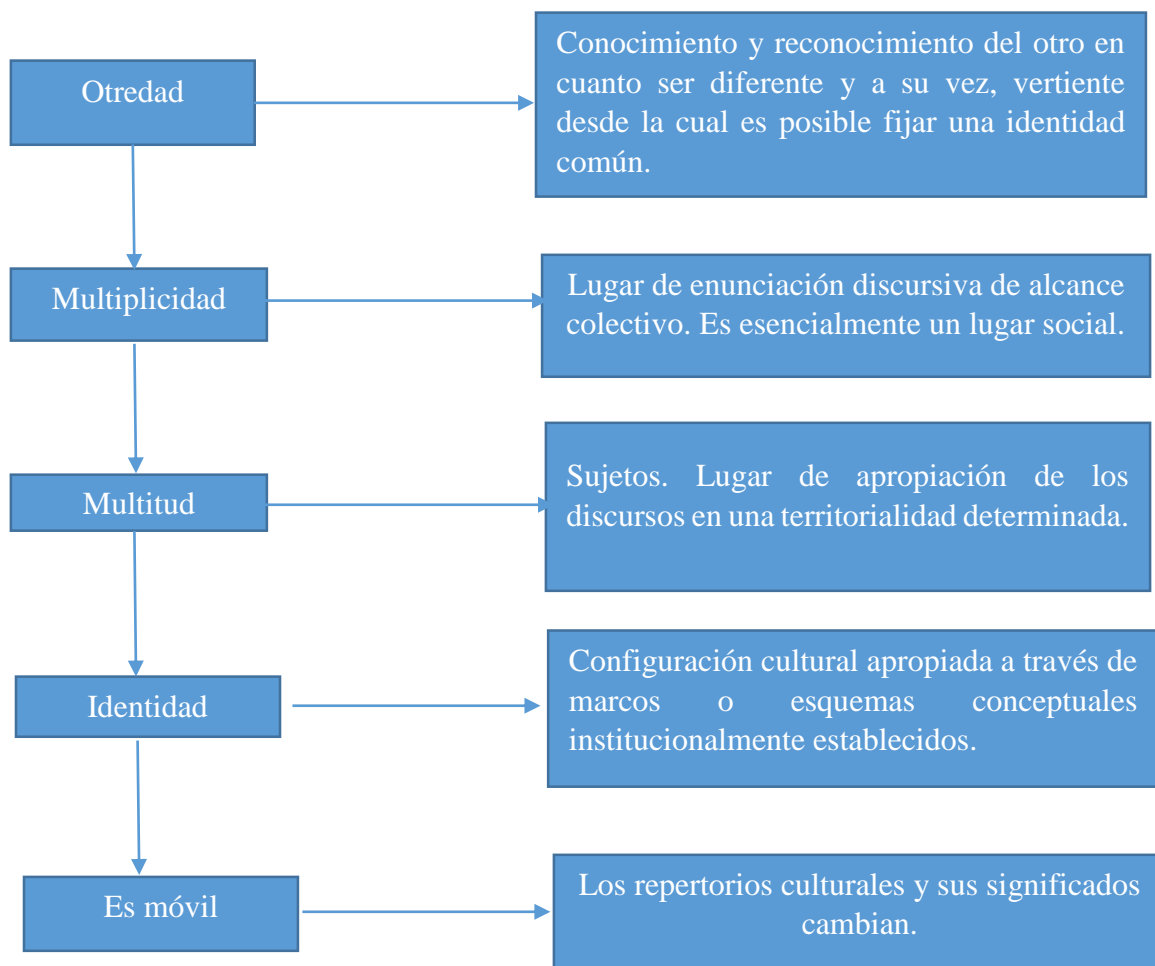 Otredad
Conocimiento y reconocimiento del otro en
cuanto ser diferente y a su vez, vertiente
desde la cual es posible fijar una identidad
común.
Multiplicidad
Lugar de enunciación discursiva de alcance
colectivo. Es esencialmente un lugar social.
Multitud
Sujetos. Lugar de apropiación de los
discursos en una territorialidad determinada.
Identidad
Configuración cultural apropiada a través de
marcos o esquemas conceptuales
institucionalmente establecidos.
Es móvil
Los repertorios culturales y sus significados
cambian.